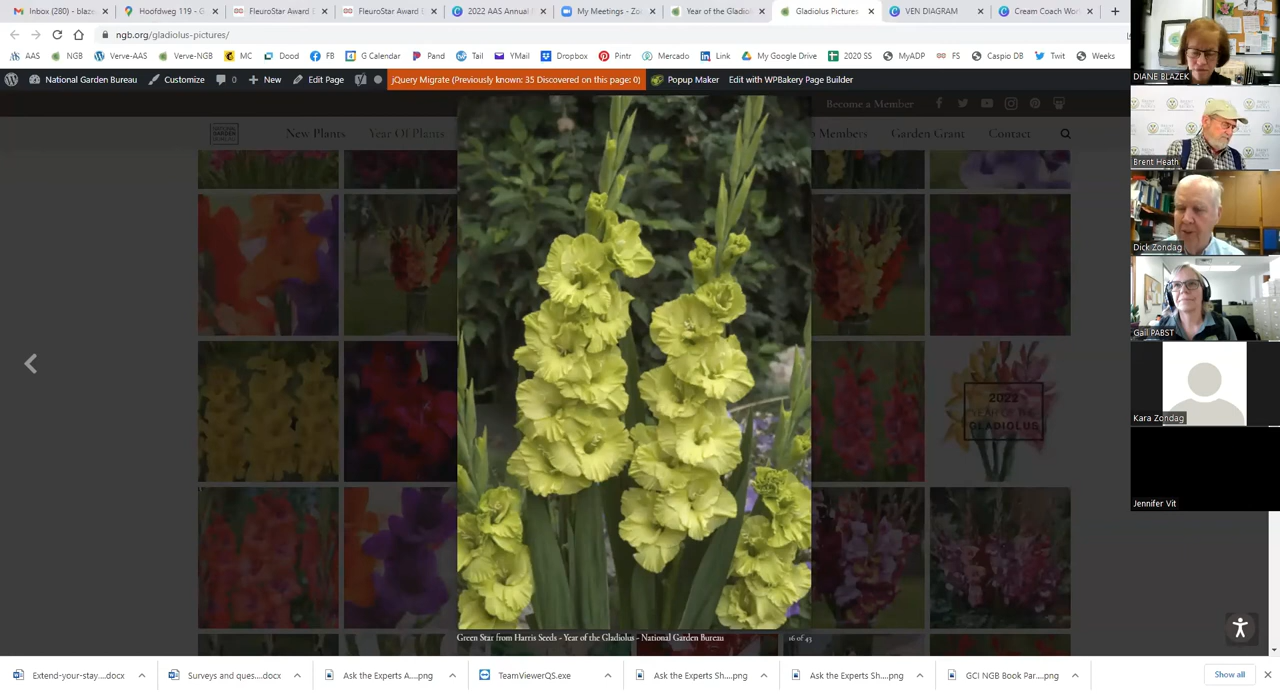 Inbox (280) - blaze
Hoofdweg 119 - G
FleuroStar Award
FleuroStar Award
2022 AAS Annual
My Meetings - Zo
Year of the Gladiol
Gladiolus Pictures
VEN DIAGRAM
Cream Coach Wor
ngb.org/gladiolus-pictures/
AAS
NGB
Verve-AAS
Verve-NGB
MC
Dood
FB
G Calendar
Pand
Tail
YMail
Dropbox
Pintr
Mercado
Link
My Google Drive
2020 SS
MyADP
FS
Caspio DB
Twit
Weeks
National Garden Bureau
Customize
0
New
Edit Page
jQuery Migrate (Previously known: 35 Discovered on this page: 0)
Popup Maker
Edit with WPBakery Page Builder
Become a Member
NATIONAL GARDEN BUREAU
New Plants
Year Of Plants
Members
Garden Grant
Contact
2022
YEAR OF THE
GLADIOLUS
Green Star from Harris Seeds - Year of the Gladiolus - National Garden Bureau
16 of 45
DIANE BLAZEK
Brent Heath
Dick Zondag
Gail PABST
Kara Zondag
Jennifer Vit
Extend-your-stay....docx
Surveys and ques....docx
Ask the Experts A....png
TeamViewerQS.exe
Ask the Experts Sh....png
Ask the Experts Sh....png
GCI NGB Book Par....png
Show all